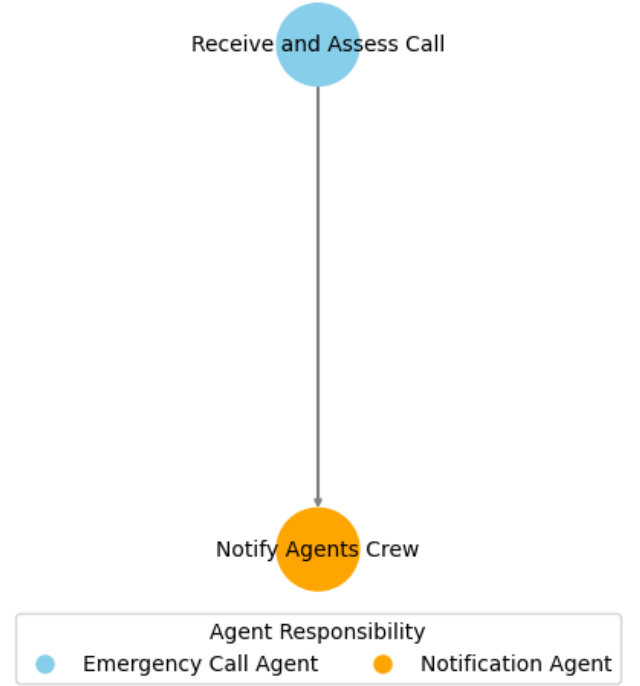 Receive and Assess Call
Notify Agents Crew
Agent Responsibility
Emergency Call Agent Notification Agent